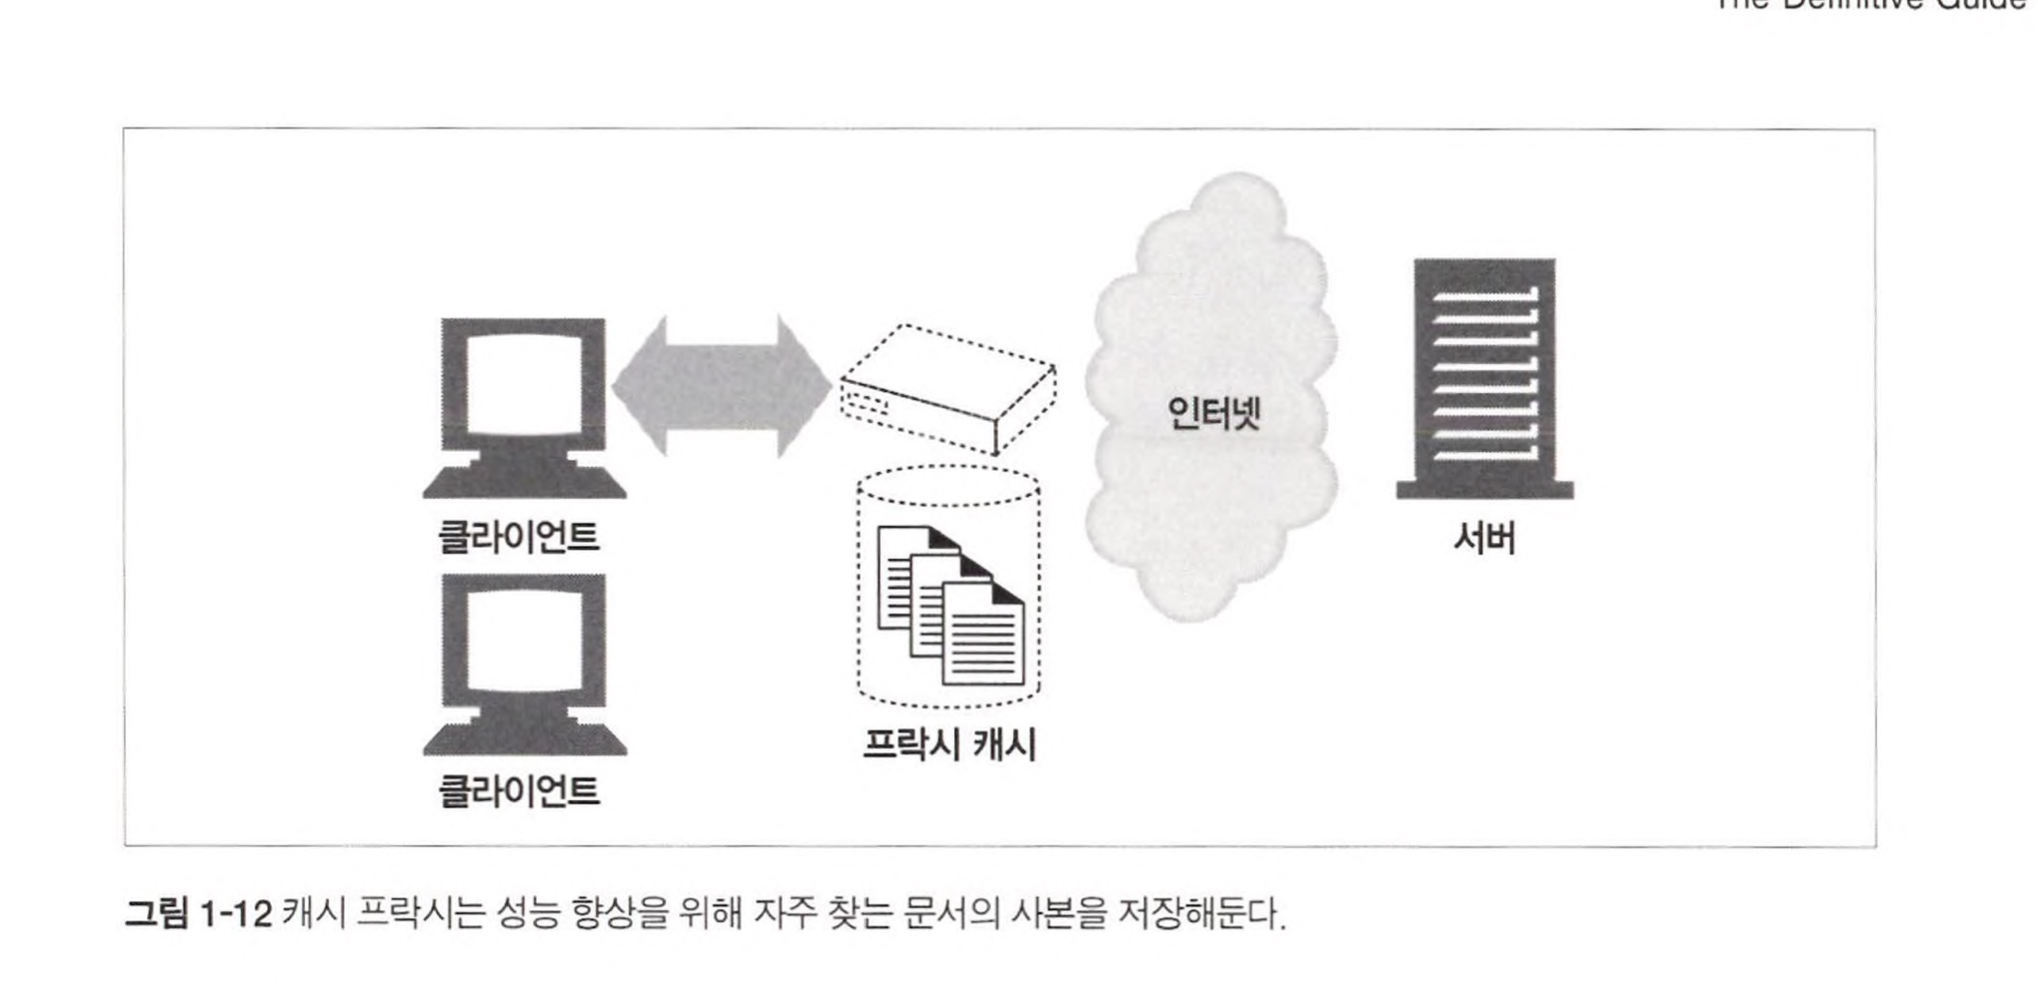 The Definitive Guide
인터넷
클라이언트
서버
프락시 캐시
클라이언트
그림 1-12 캐시 프락시는 성능 향상을 위해 자주 찾는 문서의 사본을 저장해둔다.